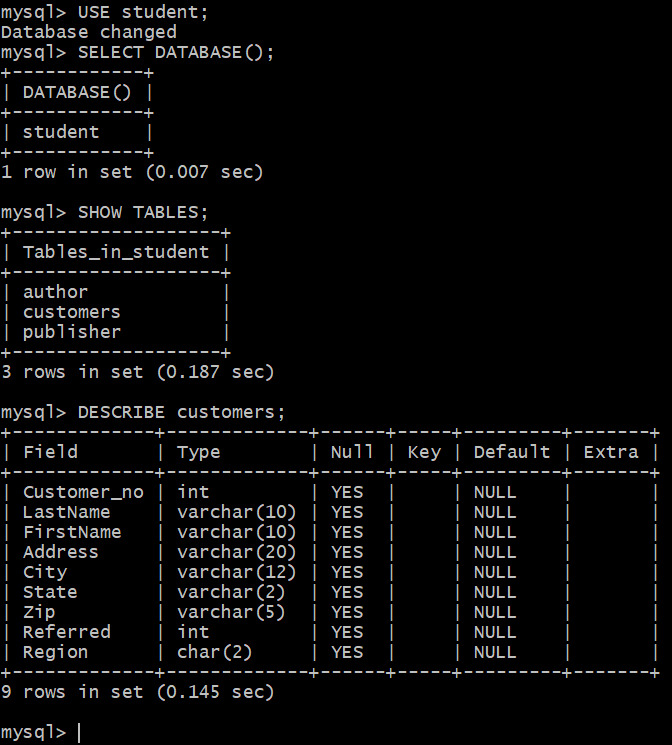 mysql> USE student;
Database changed
mysql> SELECT DATABASE();
+------------+
| DATABASE() |
+------------+
| student    |
+------------+
1 row in set (0.007 sec)

mysql> SHOW TABLES;
+-------------------+
| Tables_in_student |
+-------------------+
| author            |
| customers         |
| publisher         |
+-------------------+
3 rows in set (0.187 sec)

mysql> DESCRIBE customers;
+-------------+-------------+------+-----+---------+-------+
| Field       | Type        | Null | Key | Default | Extra |
+-------------+-------------+------+-----+---------+-------+
| Customer_no | int         | YES  |     | NULL    |       |
| LastName    | varchar(10) | YES  |     | NULL    |       |
| FirstName   | varchar(10) | YES  |     | NULL    |       |
| Address     | varchar(20) | YES  |     | NULL    |       |
| City        | varchar(12) | YES  |     | NULL    |       |
| State       | varchar(2)  | YES  |     | NULL    |       |
| Zip         | varchar(5)  | YES  |     | NULL    |       |
| Referred    | int         | YES  |     | NULL    |       |
| Region      | char(2)     | YES  |     | NULL    |       |
+-------------+-------------+------+-----+---------+-------+
9 rows in set (0.145 sec)

mysql>